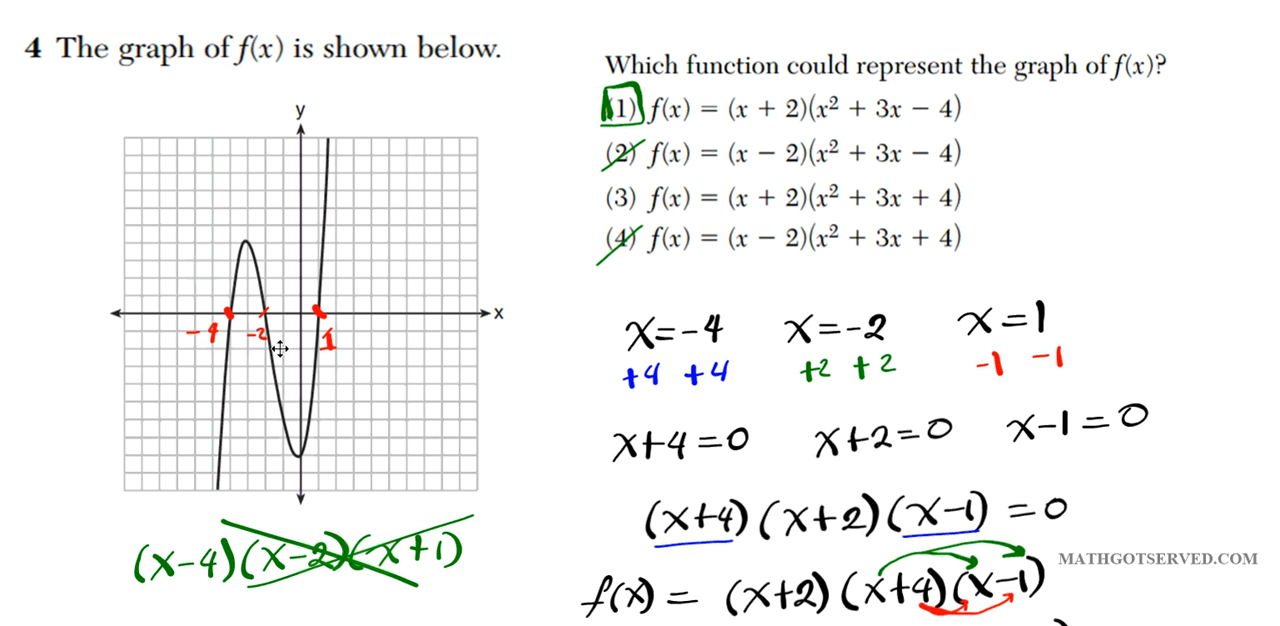 4 The graph of f(x) is shown below.
y
x
-4 -2 1
(x-4)(x-2)(x+1)
Which function could represent the graph of f(x)?
(1) f(x) = (x + 2)(x² + 3x − 4)
(2) f(x) = (x − 2)(x² + 3x − 4)
(3) f(x) = (x + 2)(x² + 3x + 4)
(4) f(x) = (x − 2)(x² + 3x + 4)
x=-4 x=-2 x=1
+4 +4 +2 +2 -1 -1
x+4=0 x+2=0 x-1=0
(x+4)(x+2)(x-1)=0
MATHGOTSERVED.COM
f(x) = (x+2)(x+4)(x-1)